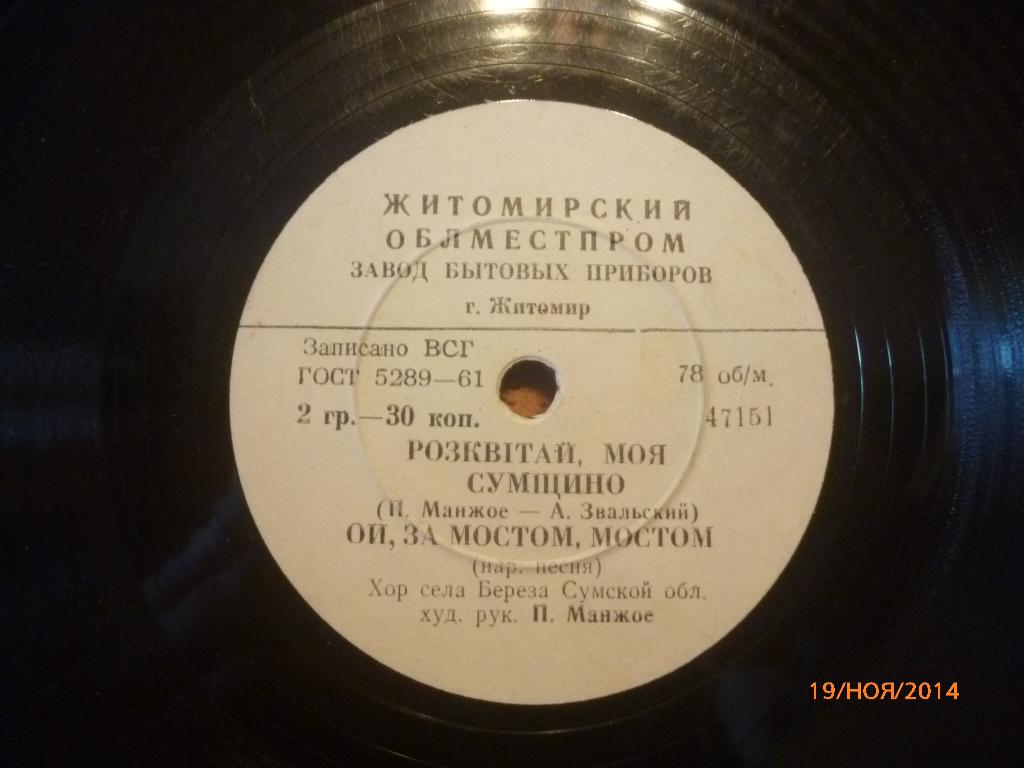 ЖИТОМИРСКИЙ
ОБЛМЕСТПРОМ
ЗАВОД БЫТОВЫХ ПРИБОРОВ
г. Житомир
Записано ВСГ
ГОСТ 5289—61
78 об/м.
2 гр.—30 коп.
47151
РОЗКВІТАЙ, МОЯ
СУМЩИНО
(П. Манжое — А. Звальский)
ОЙ, ЗА МОСТОМ, МОСТОМ
(нар. песня)
Хор села Береза Сумской обл.
худ. рук. П. Манжое
19/НОЯ/2014